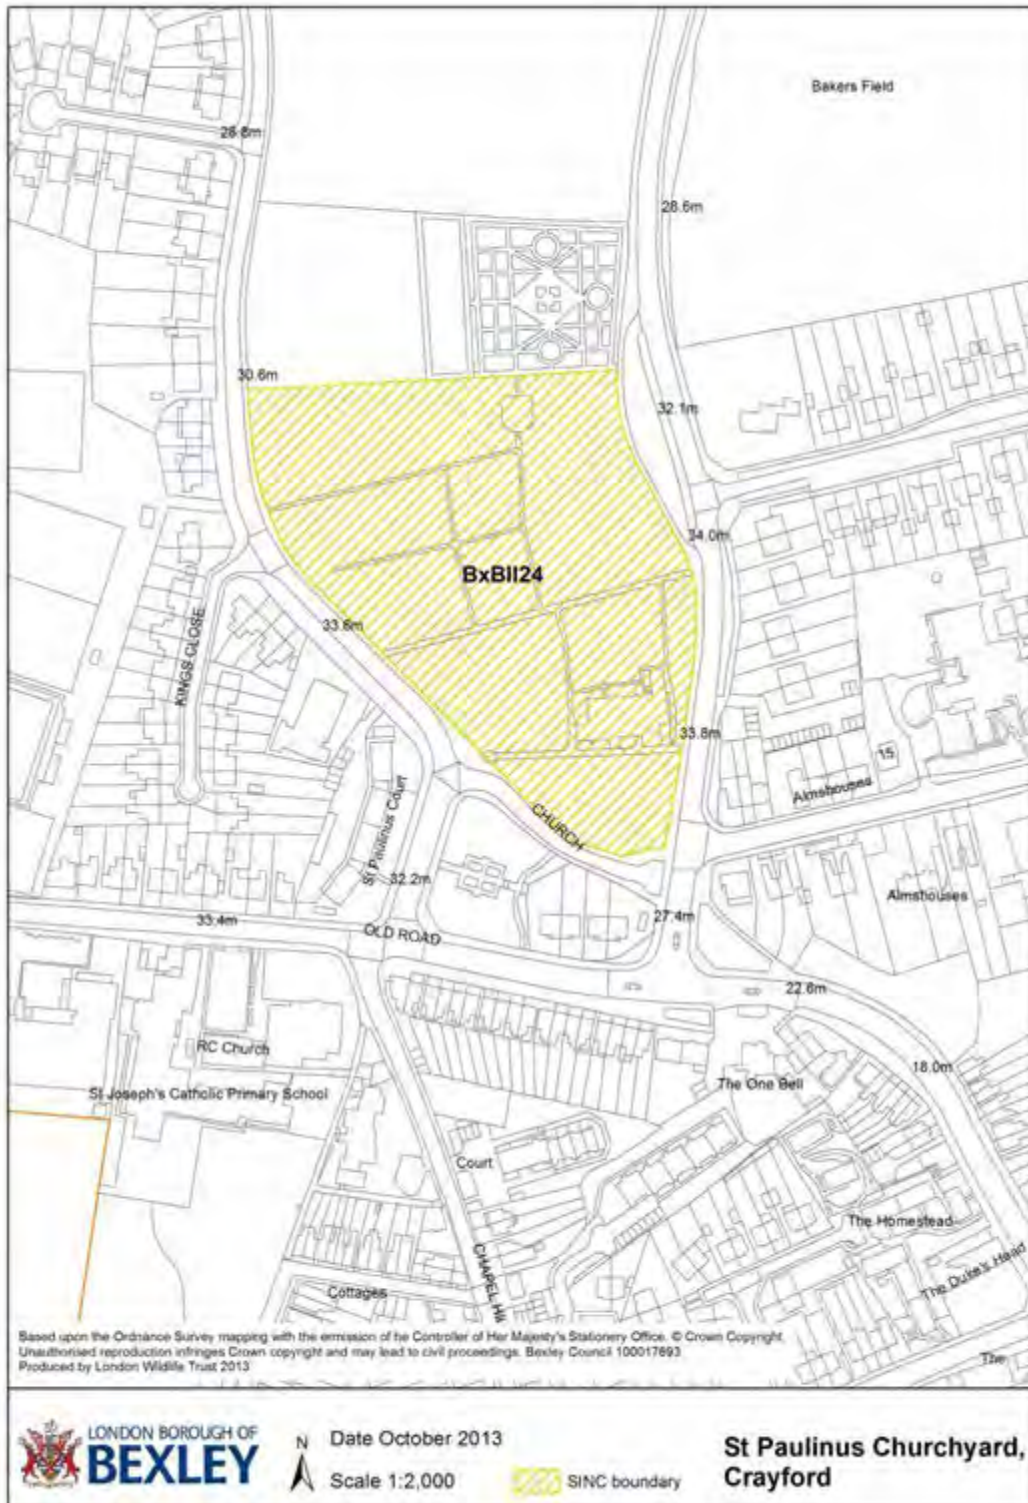 Bakers Field
28.8m
28.6m
30.6m
32.1m
34.0m
BxBII24
33.6m
KINGS CLOSE
33.8m
15
Almshouses
St Paulinus Court
CHURCH
32.2m
Almshouses
33.4m
OLD ROAD
27.4m
22.6m
RC Church
18.0m
The One Bell
St Joseph's Catholic Primary School
Court
The Homestead
CHAPEL Hil
The Duke's Head
Cottages
The
Based upon the Ordnance Survey mapping with the ermission of he Controller of Her Majesty's Stationery Office. © Crown Copyright.
Unauthorised reproduction infringes Crown copyright and may lead to civil proceedings. Bexley Council 100017693
Produced by London Wildlife Trust 2013
LONDON BOROUGH OF
BEXLEY
N
Date October 2013
Scale 1:2,000
SINC boundary
St Paulinus Churchyard,
Crayford